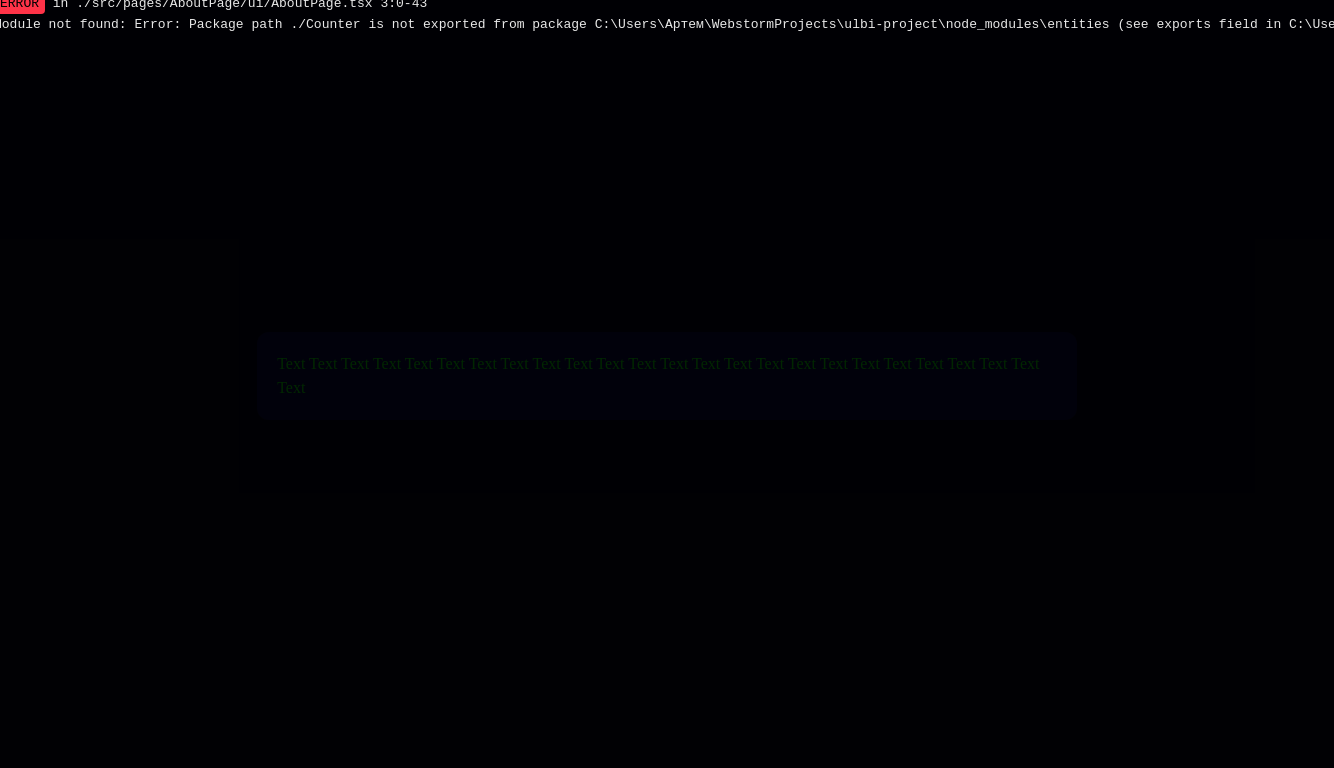 ERROR in ./src/pages/AboutPage/ui/AboutPage.tsx 3:0-43
Module not found: Error: Package path ./Counter is not exported from package C:\Users\Артем\WebstormProjects\ulbi-project\node_modules\entities (see exports field in C:\Use
Text Text Text Text Text Text Text Text Text Text Text Text Text Text Text Text Text Text Text Text Text Text Text Text
Text